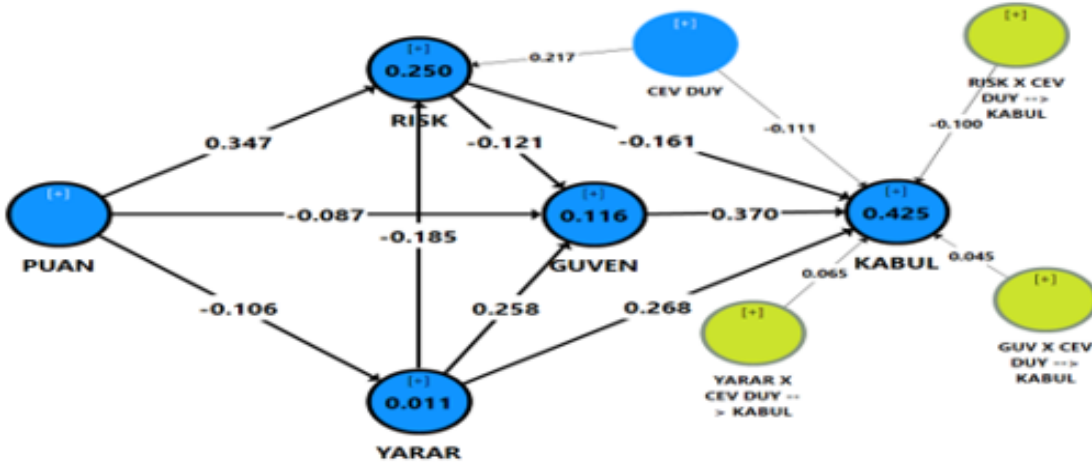 [+]
0.250
RISK
0.217
[+]
CEV DUY
[+]
RISK X CEV
DUY -->
KABUL
-0.100
-0.111
0.347
-0.121
-0.161
[+]
PUAN
-0.087
-0.185
[+]
0.116
GUVEN
0.370
[+]
0.425
KABUL
0.065
0.045
-0.106
0.258
0.268
[+]
YARAR X
CEV DUY --
> KABUL
[+]
GUV X CEV
DUY -->
KABUL
[+]
0.011
YARAR